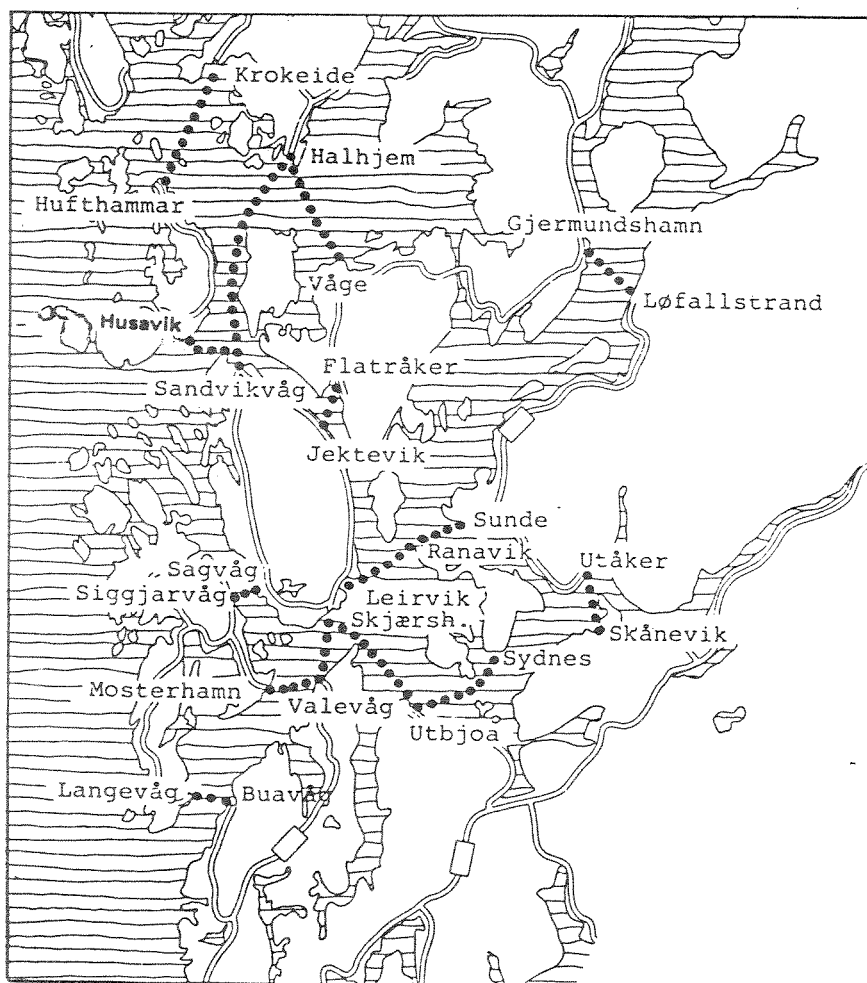 Krokeide
Halhjem
Hufthammar
Gjermundshamn
Våge
Løfallstrand
Husavik
Flatråker
Sandvikvåg
Jektevik
Sunde
Ranavik
Utåker
Sagvåg
Siggjarvåg
Leirvik
Skjærsh.
Skånevik
Sydnes
Mosterhamn
Valevåg
Utbjoa
Langevåg
Buavåg